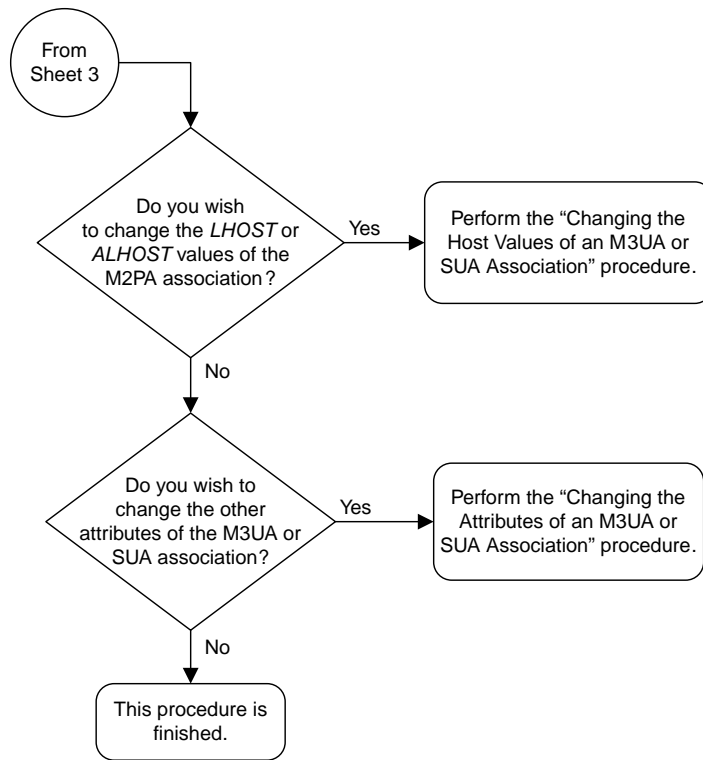 From
Sheet 3
Do you wish
to change the LHOST or
ALHOST values of the
M2PA association?
Yes
Perform the “Changing the
Host Values of an M3UA or
SUA Association” procedure.
No
Do you wish to
change the other
attributes of the M3UA or
SUA association?
Yes
Perform the “Changing the
Attributes of an M3UA or
SUA Association” procedure.
No
This procedure is
finished.